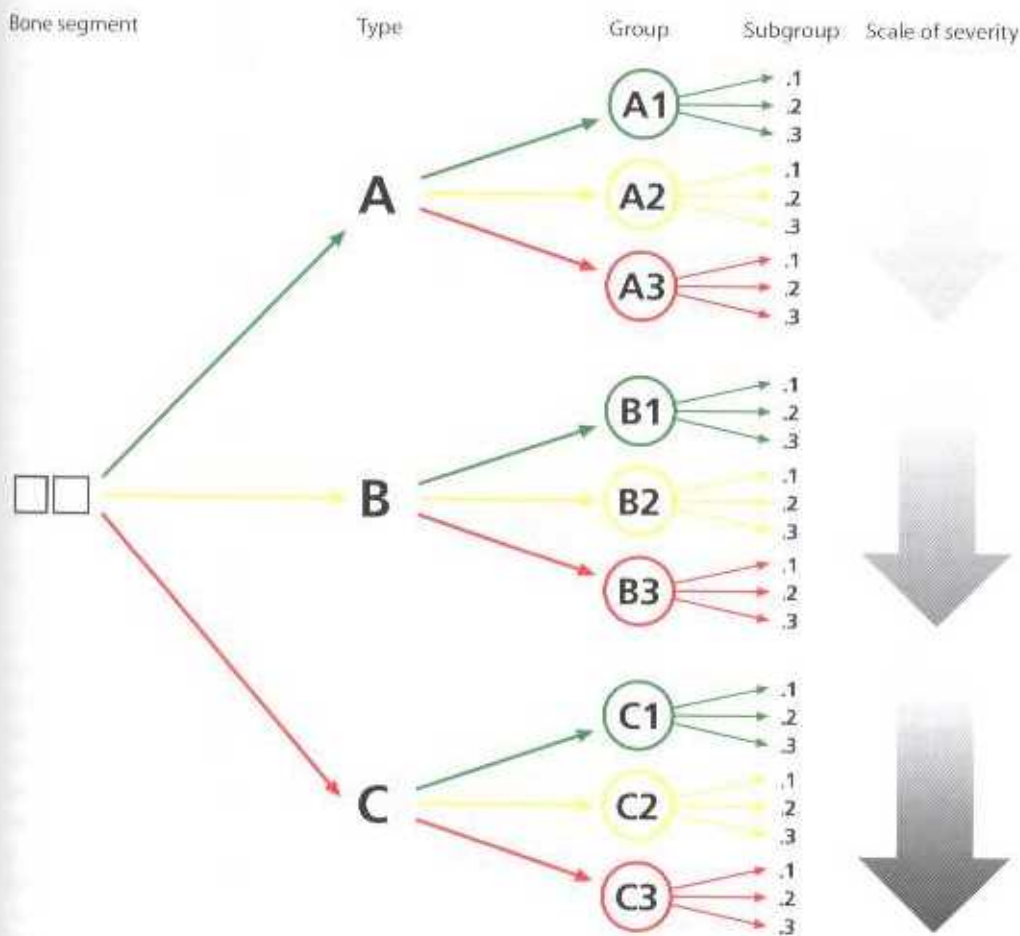 Bone segment Type Group Subgroup Scale of severity
.1
A1 .2
.3
.1
A A2 .2
.3
.1
A3 .2
.3
.1
B1 .2
.3
.1
B B2 .2
.3
.1
B3 .2
.3
.1
C1 .2
.3
.1
C C2 .2
.3
.1
C3 .2
.3